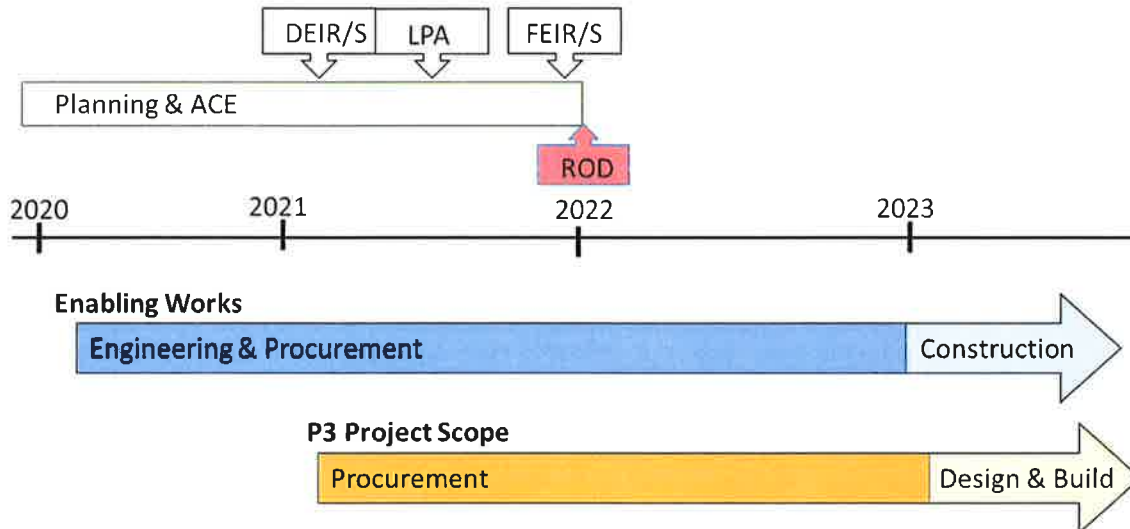 DEIR/S
LPA
FEIR/S
Planning & ACE
ROD
2020
2021
2022
2023
Enabling Works
Engineering & Procurement
Construction
P3 Project Scope
Procurement
Design & Build